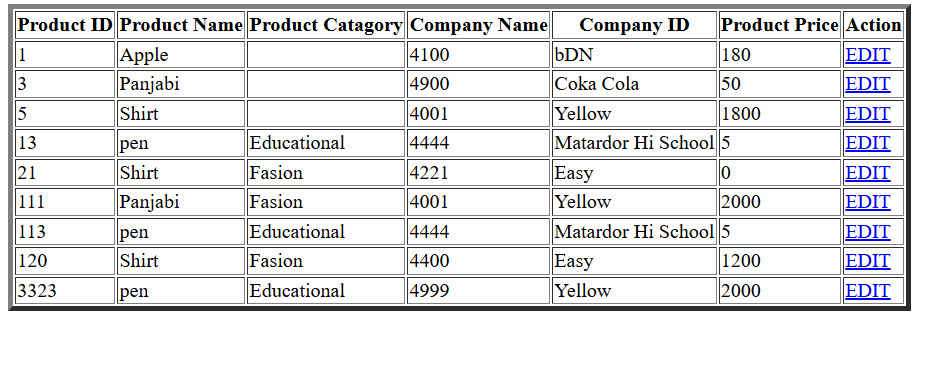 Product ID Product Name Product Catagory Company Name Company ID Product Price Action
1 Apple 4100 bDN 180 EDIT
3 Panjabi 4900 Coka Cola 50 EDIT
5 Shirt 4001 Yellow 1800 EDIT
13 pen Educational 4444 Matardor Hi School 5 EDIT
21 Shirt Fasion 4221 Easy 0 EDIT
111 Panjabi Fasion 4001 Yellow 2000 EDIT
113 pen Educational 4444 Matardor Hi School 5 EDIT
120 Shirt Fasion 4400 Easy 1200 EDIT
3323 pen Educational 4999 Yellow 2000 EDIT